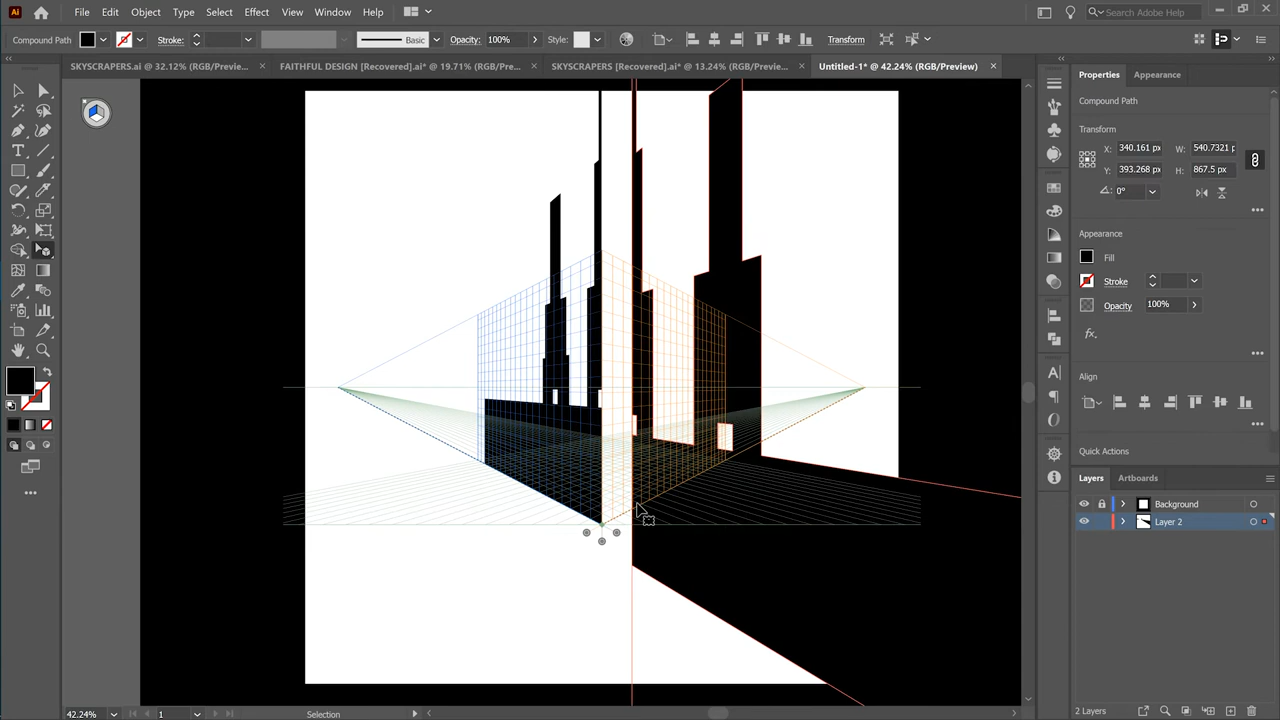 Ai File Edit Object Type Select Effect View Window Help Search Adobe Help
Compound Path Stroke: Basic Opacity: 100% Style: Transform
SKYSCRAPERS.ai @ 32.12% (RGB/Preview... × FAITHFUL DESIGN [Recovered].ai* @ 19.71% (RGB/Pre... × SKYSCRAPERS [Recovered].ai* @ 13.24% (RGB/Previe... × Untitled-1* @ 42.24% (RGB/Preview) ×
Properties Appearance
Compound Path
Transform
X: 340.161 px W: 540.7321 p
Y: 393.268 px H: 867.5 px
0°
Appearance
Fill
Stroke
Opacity 100%
fx.
Align
Quick Actions
Layers Artboards
Background
Layer 2
42.24% 1 Selection 2 Layers